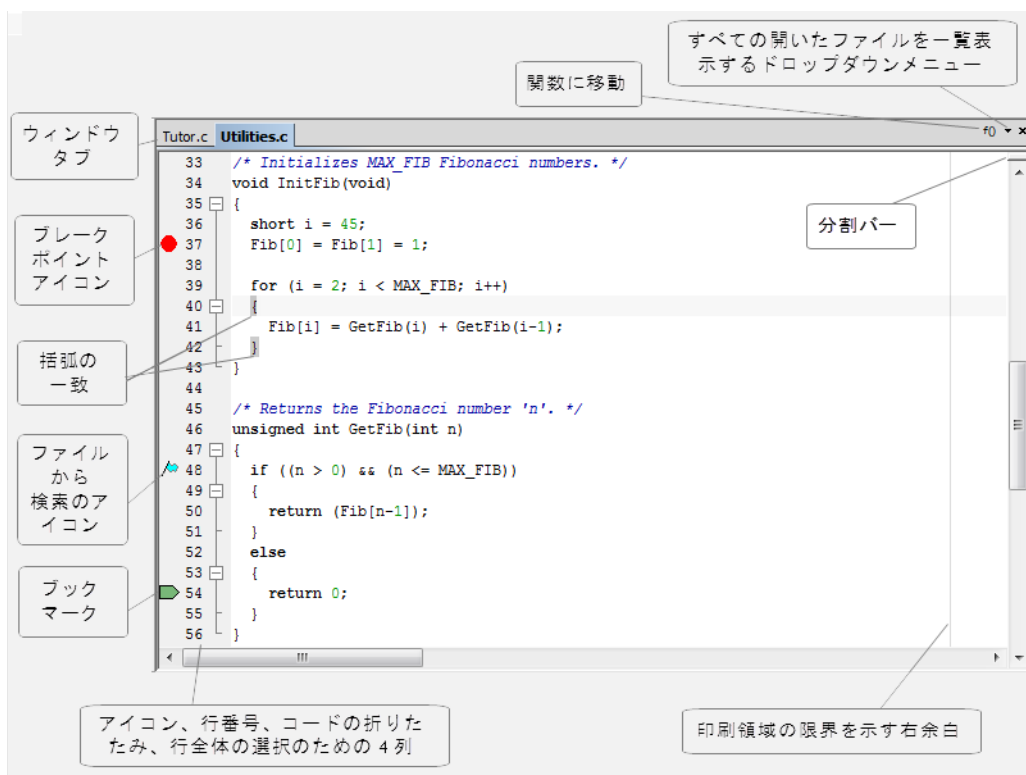 すべての開いたファイルを一覧表
示するドロップダウンメニュー
関数に移動
ウィンドウ
タブ
Tutor.c Utilities.c
f()
33 /* Initializes MAX_FIB Fibonacci numbers. */
34 void InitFib(void)
35 {
36 short i = 45;
37 Fib[0] = Fib[1] = 1;
38
39 for (i = 2; i < MAX_FIB; i++)
40 {
41 Fib[i] = GetFib(i) + GetFib(i-1);
42 }
43 }
44
45 /* Returns the Fibonacci number 'n'. */
46 unsigned int GetFib(int n)
47 {
48 if ((n > 0) && (n <= MAX_FIB))
49 {
50 return (Fib[n-1]);
51 }
52 else
53 {
54 return 0;
55 }
56 }
分割バー
ブレーク
ポイント
アイコン
括弧の
一致
ファイル
から
検索のア
イコン
ブック
マーク
アイコン、行番号、コードの折りた
たみ、行全体の選択のための 4 列
印刷領域の限界を示す右余白